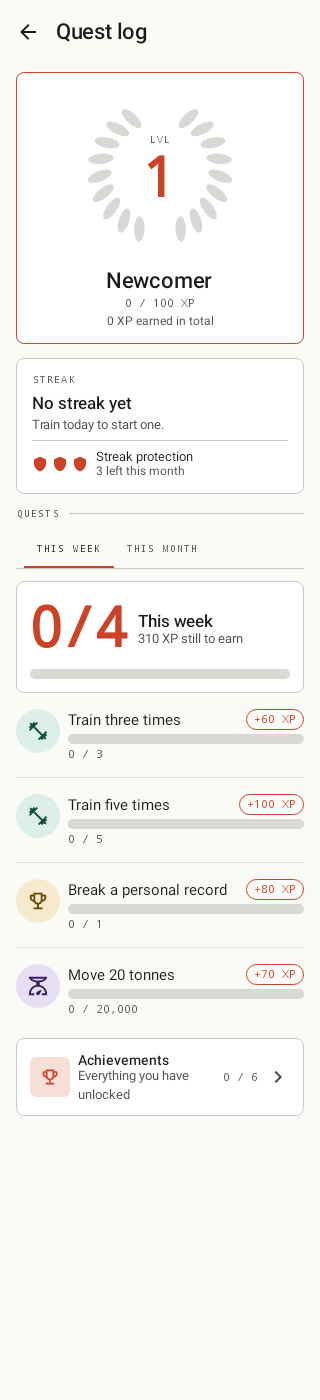 Quest log
LVL
1
Newcomer
0 / 100 XP
0 XP earned in total
STREAK
No streak yet
Train today to start one.
Streak protection
3 left this month
QUESTS
THIS WEEK THIS MONTH
0/4
This week
310 XP still to earn
Train three times +60 XP
0 / 3
Train five times +100 XP
0 / 5
Break a personal record +80 XP
0 / 1
Move 20 tonnes +70 XP
0 / 20,000
Achievements
Everything you have
unlocked
0 / 6